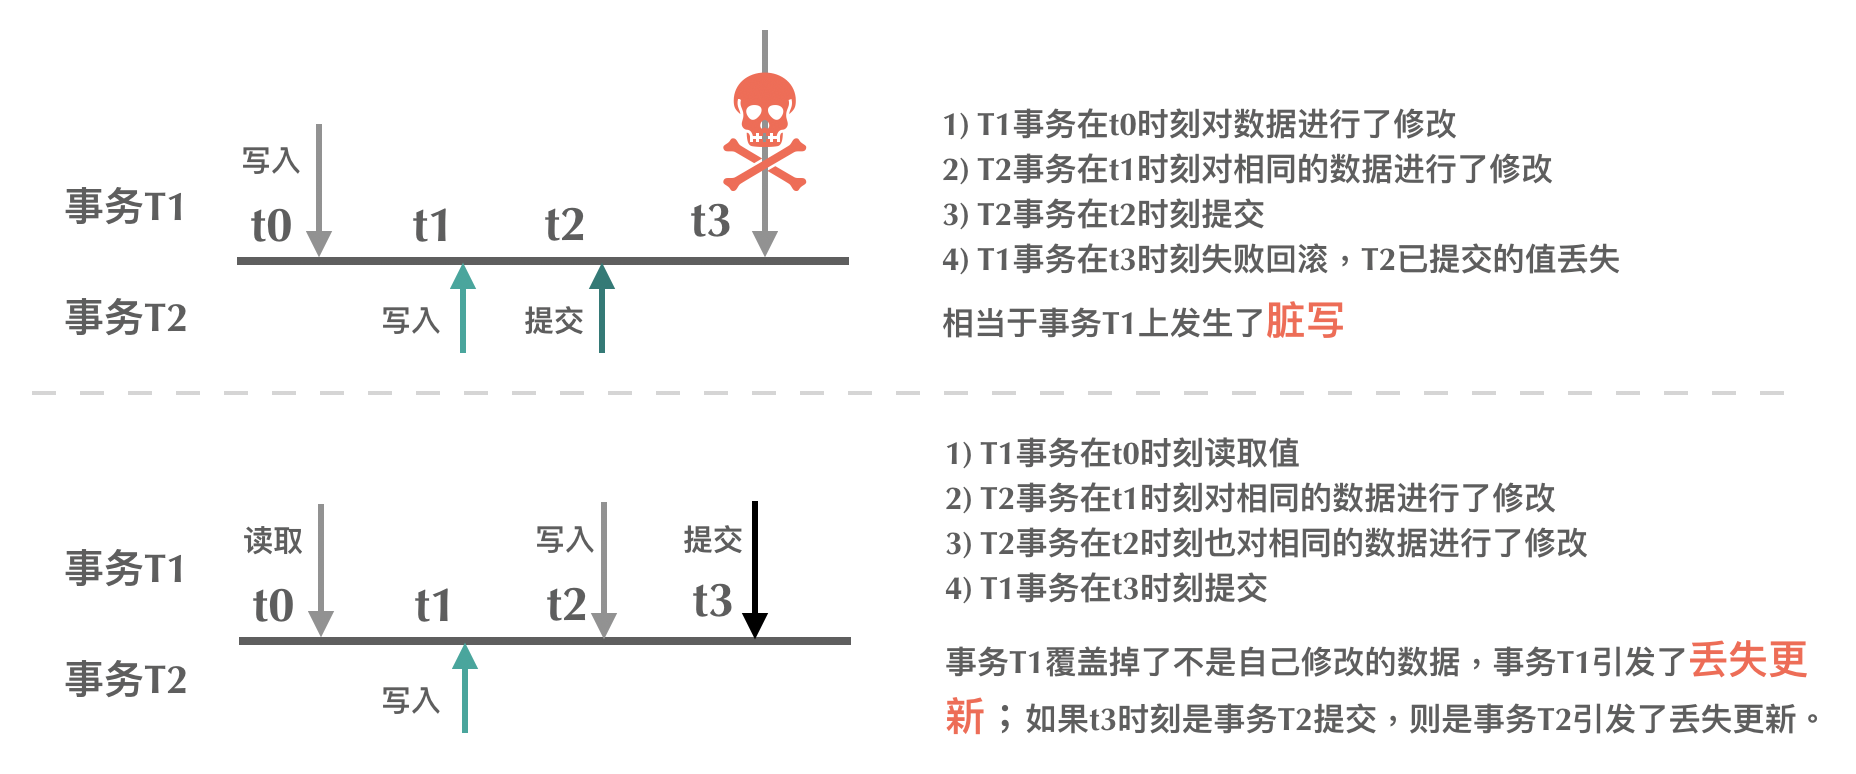 写入
事务T1
t0
t1
t2
t3
事务T2
写入
提交
1) T1事务在t0时刻对数据进行了修改
2) T2事务在t1时刻对相同的数据进行了修改
3) T2事务在t2时刻提交
4) T1事务在t3时刻失败回滚，T2已提交的值丢失
相当于事务T1上发生了脏写
读取
写入
提交
事务T1
t0
t1
t2
t3
事务T2
写入
1) T1事务在t0时刻读取值
2) T2事务在t1时刻对相同的数据进行了修改
3) T2事务在t2时刻也对相同的数据进行了修改
4) T1事务在t3时刻提交
事务T1覆盖掉了不是自己修改的数据，事务T1引发了丢失更
新；如果t3时刻是事务T2提交，则是事务T2引发了丢失更新。